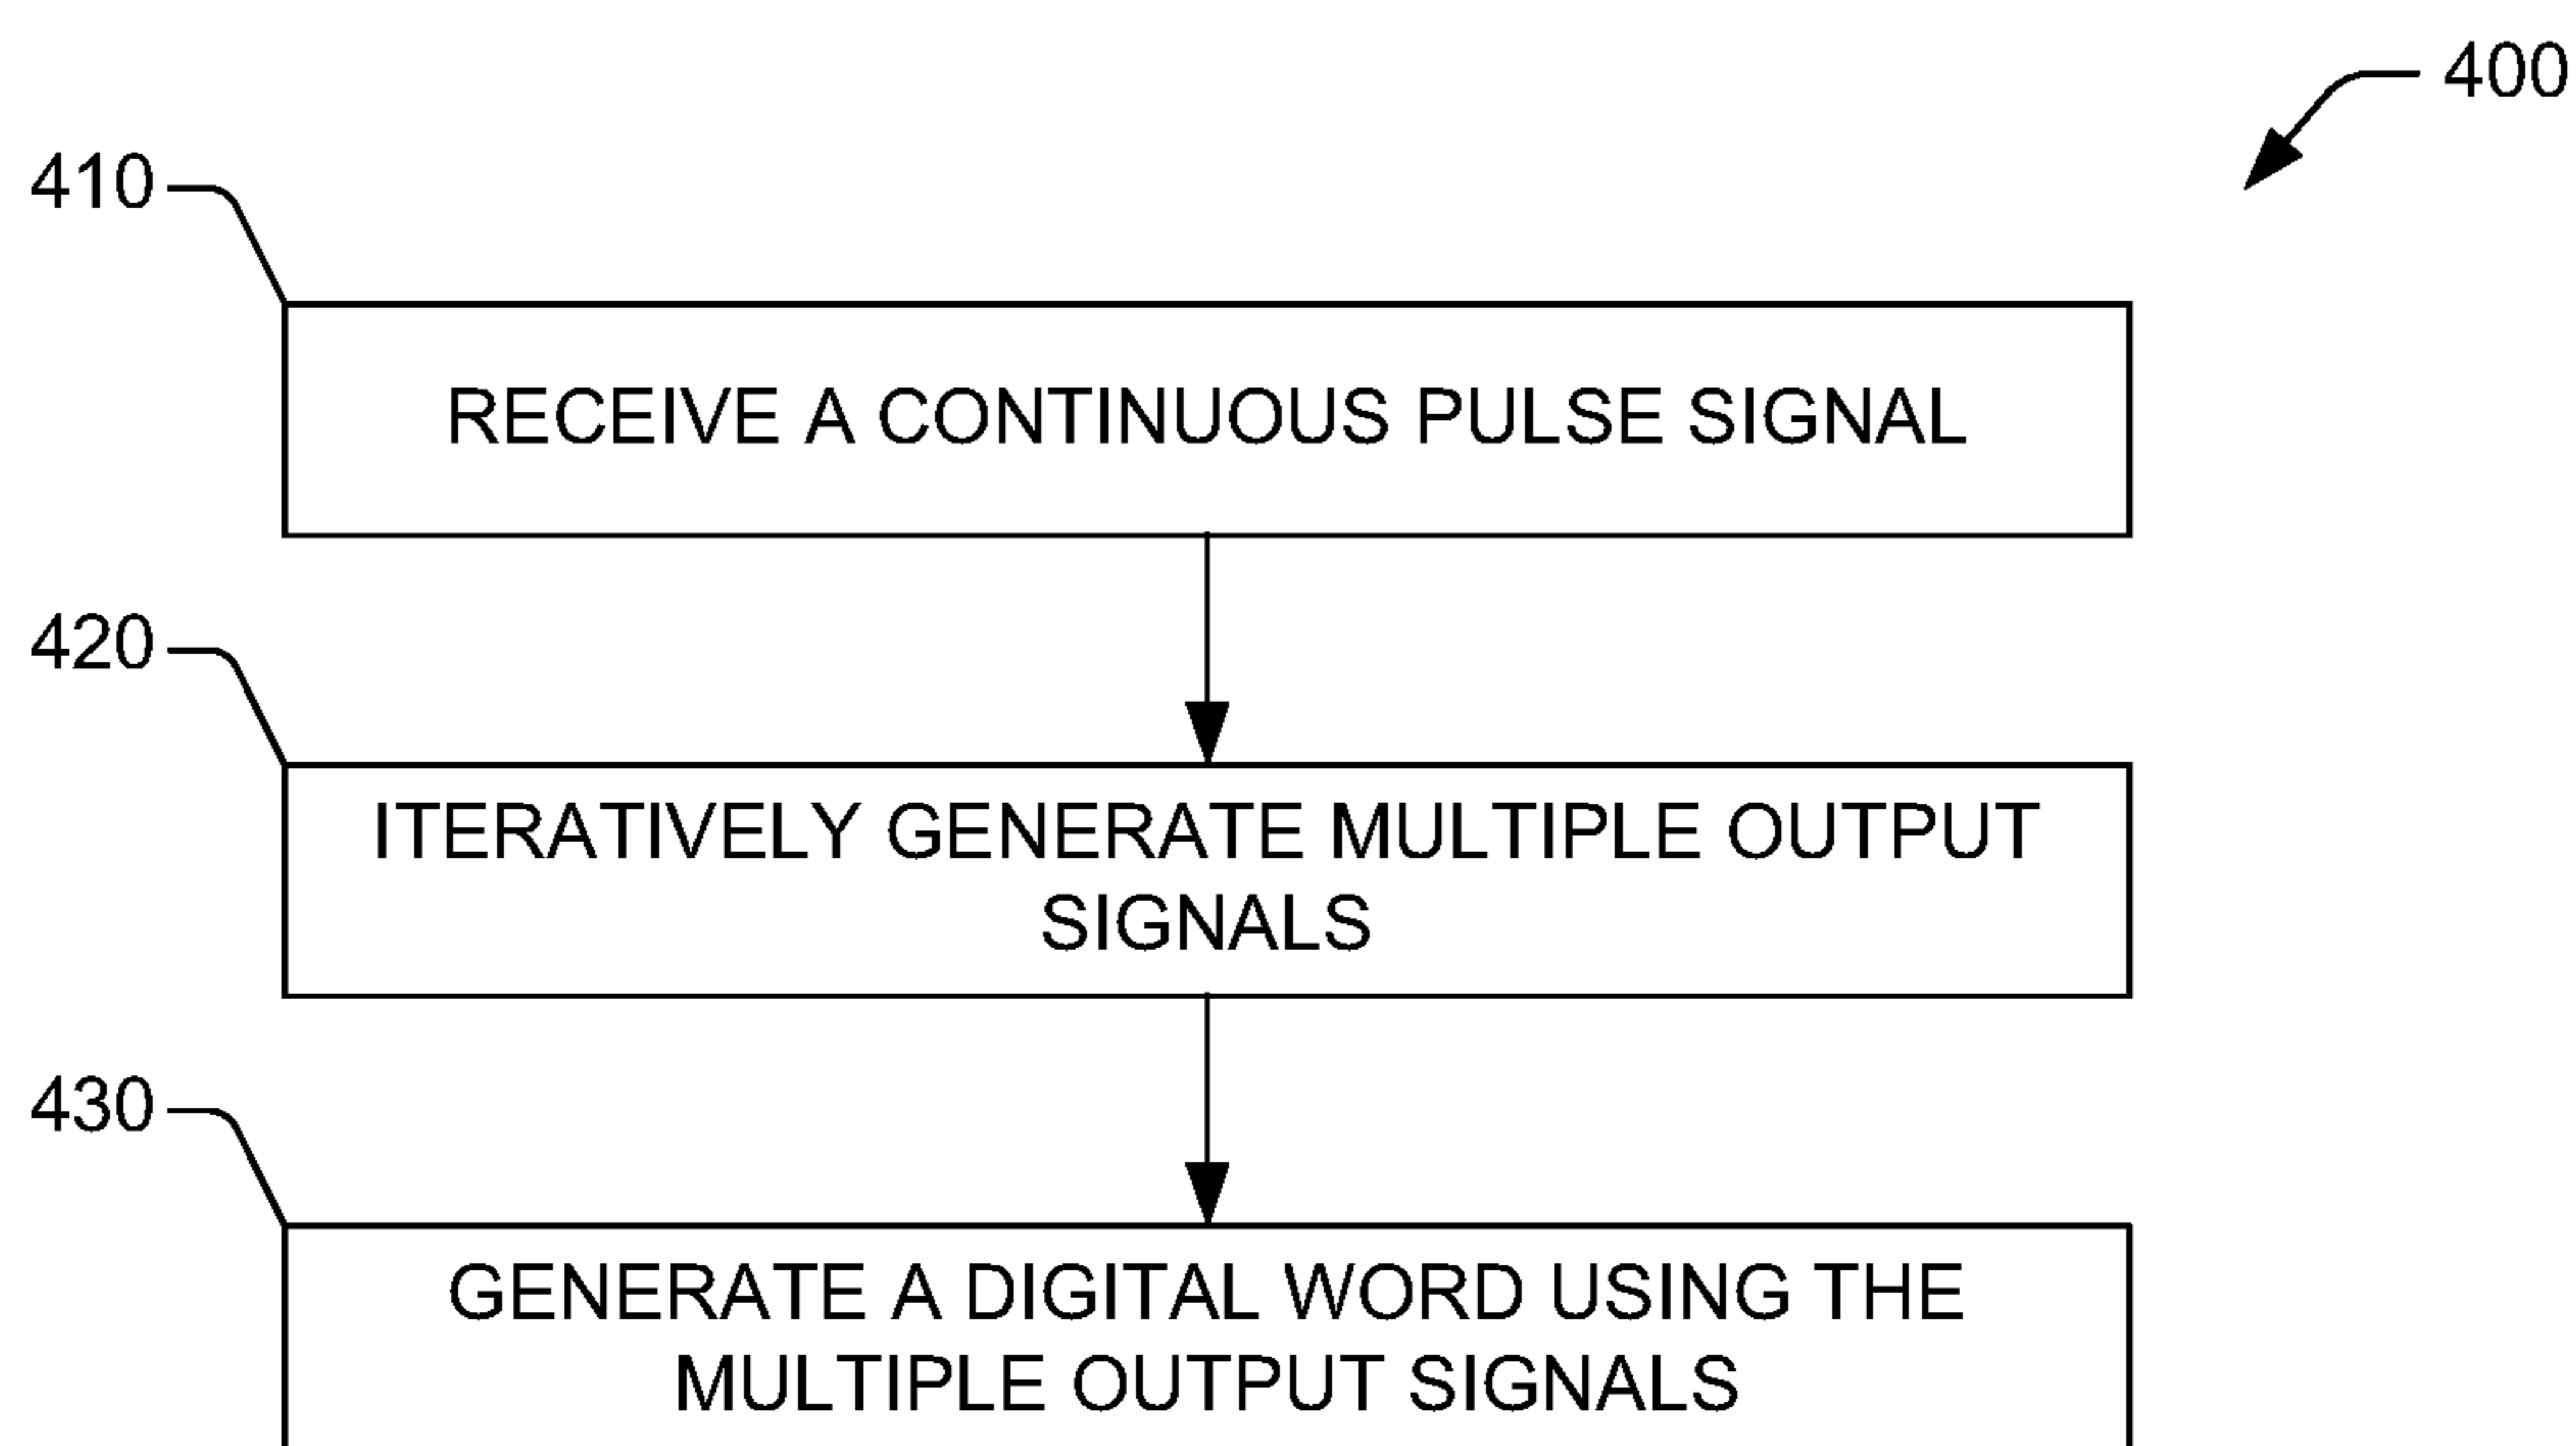 400
410
RECEIVE A CONTINUOUS PULSE SIGNAL
420
ITERATIVELY GENERATE MULTIPLE OUTPUT
SIGNALS
430
GENERATE A DIGITAL WORD USING THE
MULTIPLE OUTPUT SIGNALS